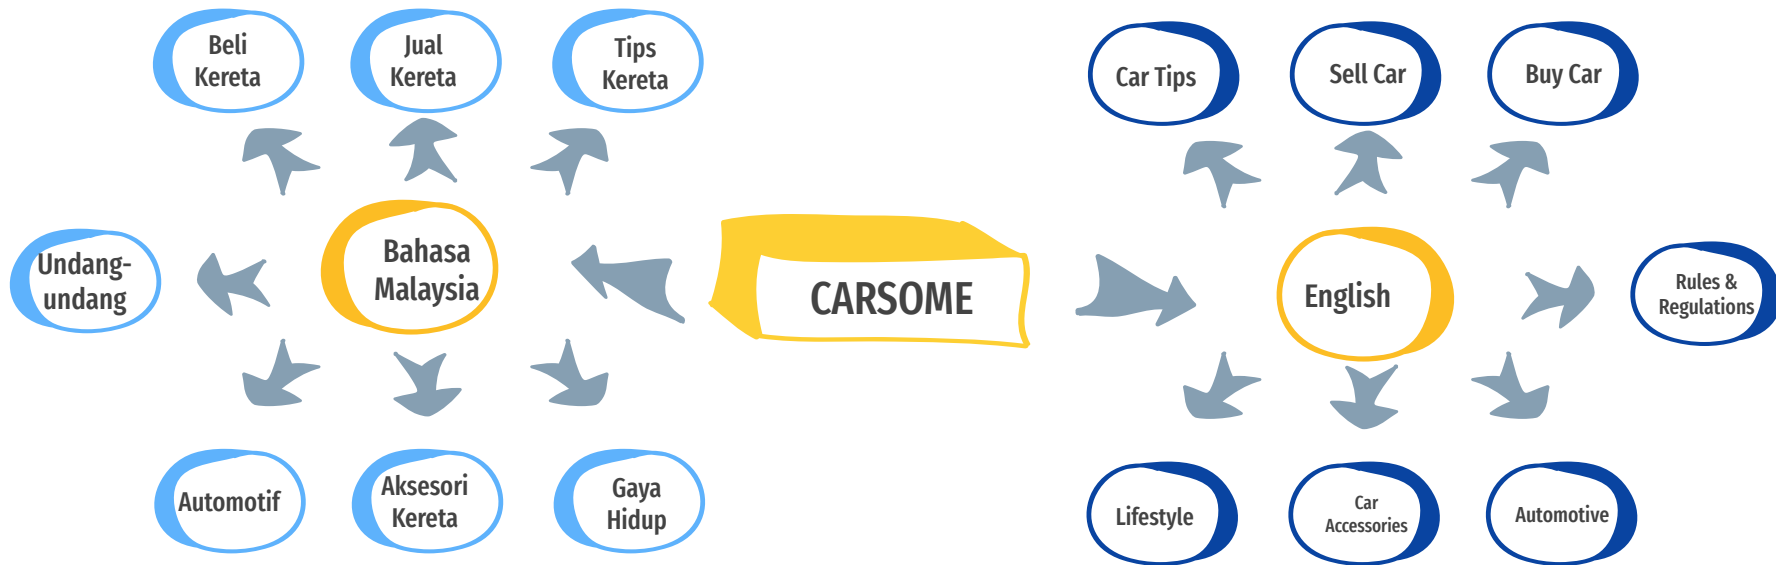 Beli
Kereta
Jual
Kereta
Tips
Kereta
Car Tips
Sell Car
Buy Car
Undang-
undang
Bahasa
Malaysia
CARSOME
English
Rules &
Regulations
Automotif
Aksesori
Kereta
Gaya
Hidup
Lifestyle
Car
Accessories
Automotive